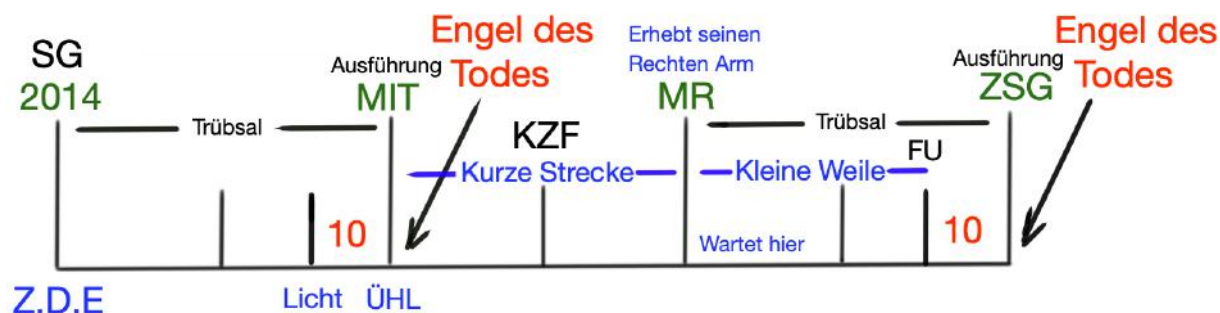 SG
2014
Trübsal
Ausführung
MIT
Engel des
Todes
KZF
Kurze Strecke
Erhebt seinen
Rechten Arm
MR
Trübsal
Kleine Weile
FU
Ausführung
ZSG
Engel des
Todes
10
Wartet hier
10
Z.D.E
Licht
ÜHL